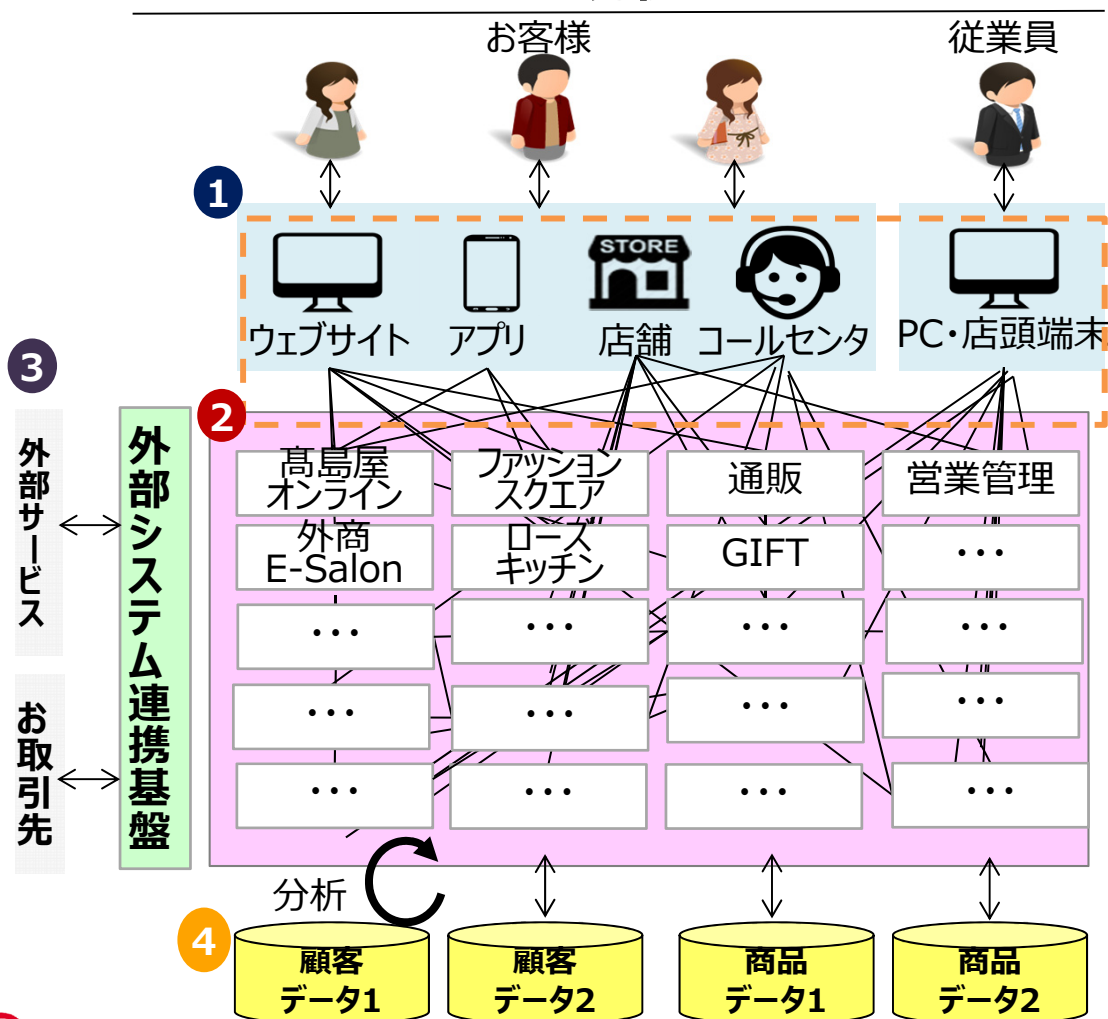 お客様
従業員
1
STORE
ウェブサイト
アプリ
店舗
コールセンタ
PC・店頭端末
3
2
外部サービス
お取引先
外部システム連携基盤
髙島屋
オンライン
ファッション
スクエア
通販
営業管理
外商
E-Salon
ローズ
キッチン
GIFT
・・・
・・・
・・・
・・・
・・・
・・・
・・・
・・・
・・・
・・・
・・・
・・・
・・・
分析
4
顧客
データ1
顧客
データ2
商品
データ1
商品
データ2